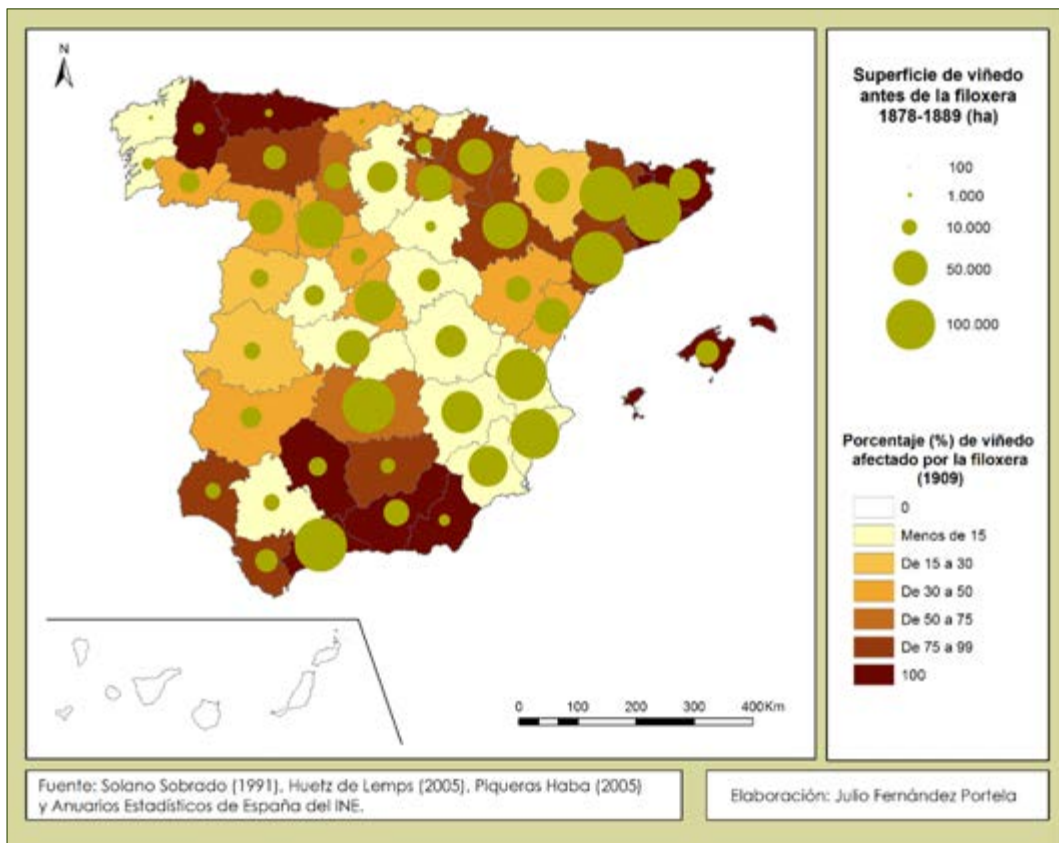 N
Superficie de viñedo
antes de la filoxera
1878-1889 (ha)
100
1.000
10.000
50.000
100.000
Porcentaje (%) de viñedo
afectado por la filoxera
(1909)
0
Menos de 15
De 15 a 30
De 30 a 50
De 50 a 75
De 75 a 99
100
0 100 200 300 400 Km
Fuente: Solano Sobrado (1991), Huetz de Lemps (2005), Piqueras Haba (2005)
y Anuarios Estadísticos de España del INE.
Elaboración: Julio Fernández Portela